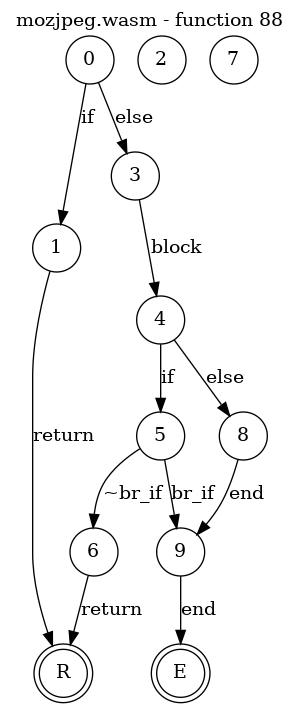 mozjpeg.wasm - function 88
0
2
7
if
else
3
1
block
4
if
else
return
5
8
~br_if
br_if
end
6
9
return
end
R
E